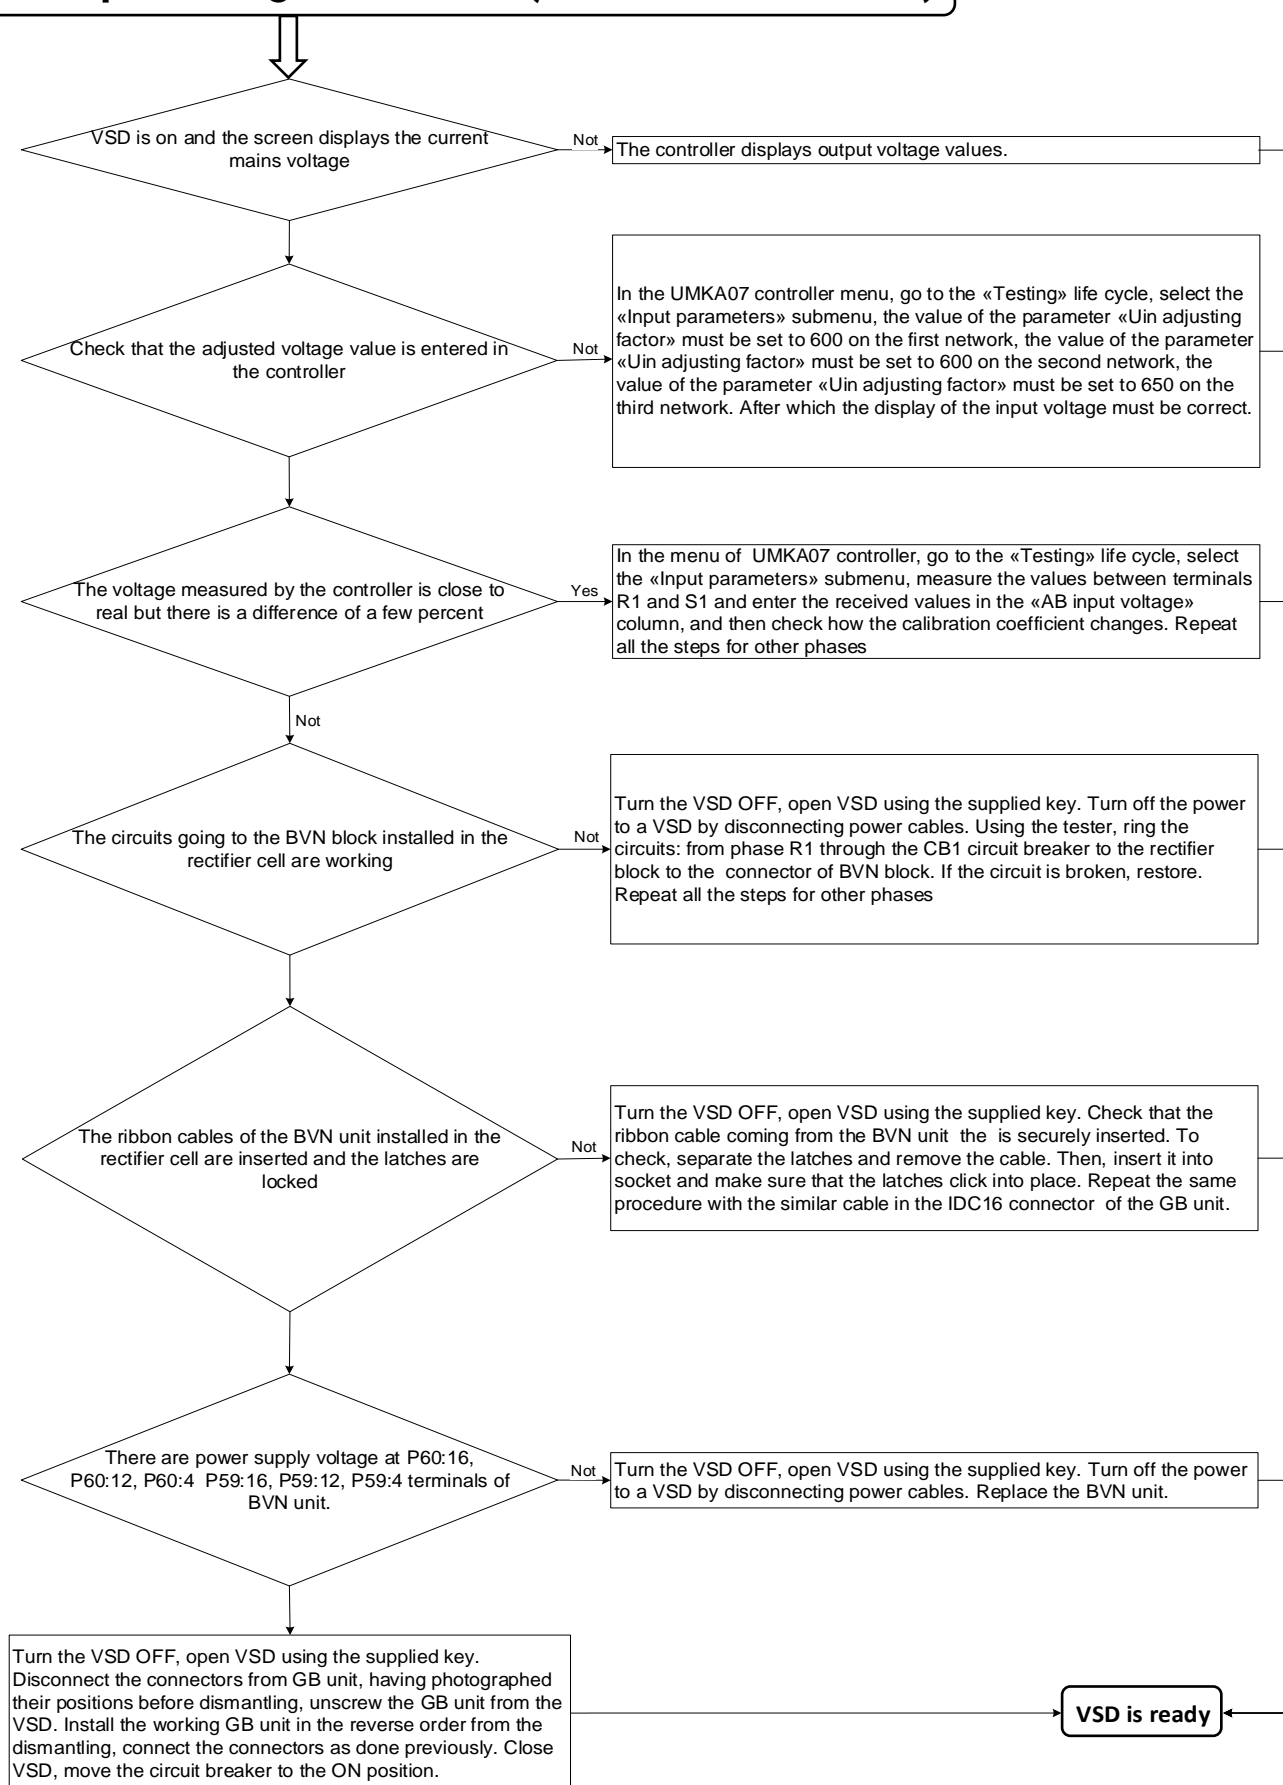 VSD is on and the screen displays the current
mains voltage
Not
The controller displays output voltage values.
Check that the adjusted voltage value is entered in
the controller
Not
In the UMKA07 controller menu, go to the «Testing» life cycle, select the
«Input parameters» submenu, the value of the parameter «Uin adjusting
factor» must be set to 600 on the first network, the value of the parameter
«Uin adjusting factor» must be set to 600 on the second network, the
value of the parameter «Uin adjusting factor» must be set to 650 on the
third network. After which the display of the input voltage must be correct.
The voltage measured by the controller is close to
real but there is a difference of a few percent
Yes
In the menu of UMKA07 controller, go to the «Testing» life cycle, select
the «Input parameters» submenu, measure the values between terminals
R1 and S1 and enter the received values in the «AB input voltage»
column, and then check how the calibration coefficient changes. Repeat
all the steps for other phases
Not
The circuits going to the BVN block installed in the
rectifier cell are working
Not
Turn the VSD OFF, open VSD using the supplied key. Turn off the power
to a VSD by disconnecting power cables. Using the tester, ring the
circuits: from phase R1 through the CB1 circuit breaker to the rectifier
block to the connector of BVN block. If the circuit is broken, restore.
Repeat all the steps for other phases
The ribbon cables of the BVN unit installed in the
rectifier cell are inserted and the latches are
locked
Not
Turn the VSD OFF, open VSD using the supplied key. Check that the
ribbon cable coming from the BVN unit the is securely inserted. To
check, separate the latches and remove the cable. Then, insert it into
socket and make sure that the latches click into place. Repeat the same
procedure with the similar cable in the IDC16 connector of the GB unit.
There are power supply voltage at P60:16,
P60:12, P60:4 P59:16, P59:12, P59:4 terminals of
BVN unit.
Not
Turn the VSD OFF, open VSD using the supplied key. Turn off the power
to a VSD by disconnecting power cables. Replace the BVN unit.
Turn the VSD OFF, open VSD using the supplied key.
Disconnect the connectors from GB unit, having photographed
their positions before dismantling, unscrew the GB unit from the
VSD. Install the working GB unit in the reverse order from the
dismantling, connect the connectors as done previously. Close
VSD, move the circuit breaker to the ON position.
VSD is ready